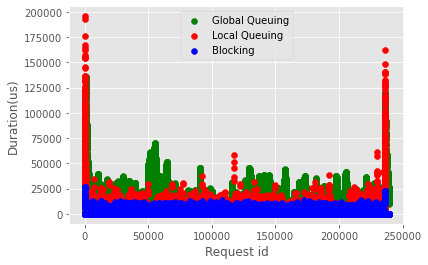 Global Queuing
Local Queuing
Blocking
Duration(us)
200000
175000
150000
125000
100000
75000
50000
25000
0
0 50000 100000 150000 200000 250000
Request id